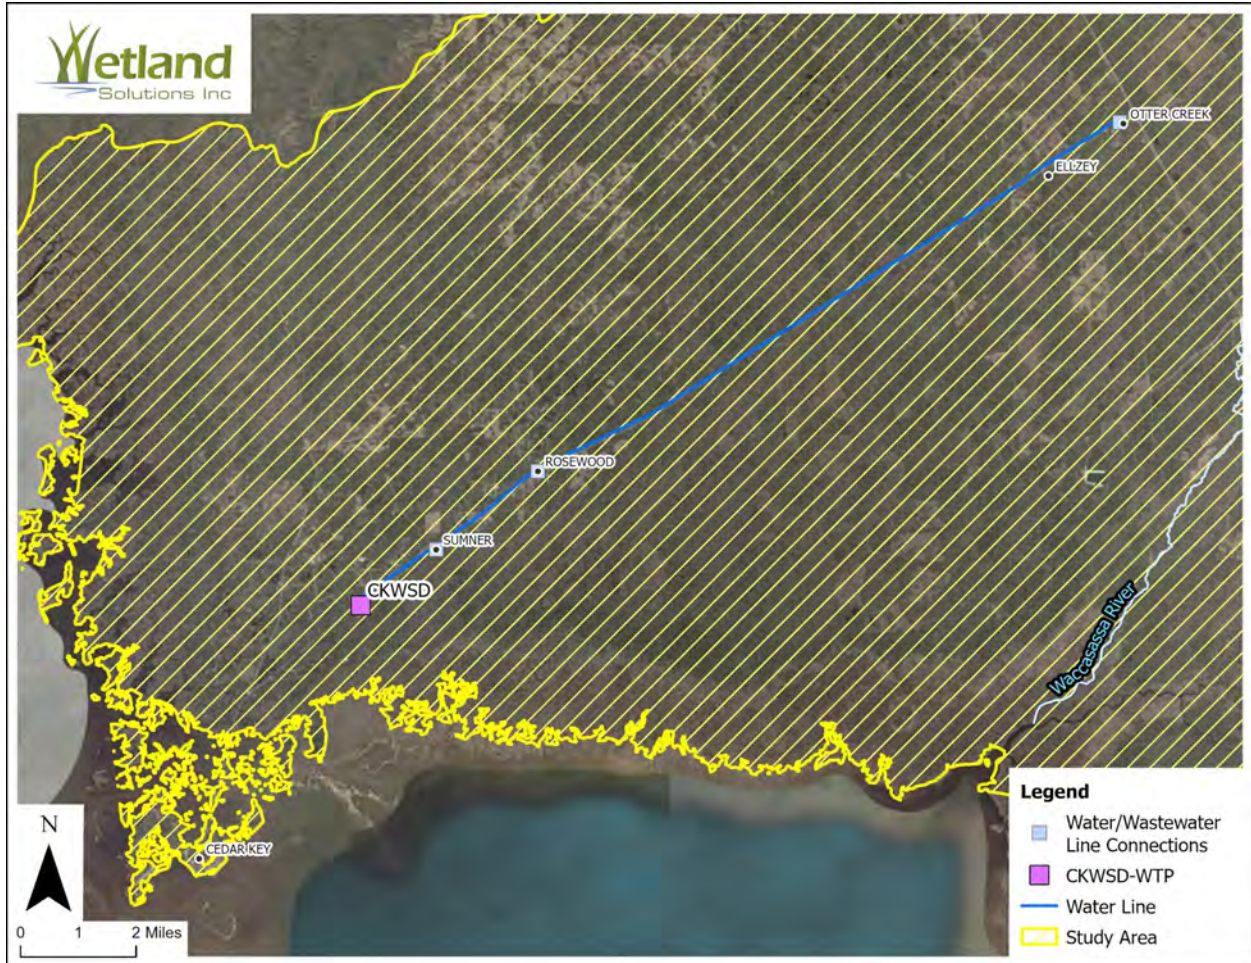 Wetland
Solutions Inc
OTTER CREEK
ELLZEY
ROSEWOOD
SUMNER
CKWSD
Waccasassa River
CEDAR KEY
N
0 1 2 Miles
Legend
Water/Wastewater
Line Connections
CKWSD-WTP
Water Line
Study Area